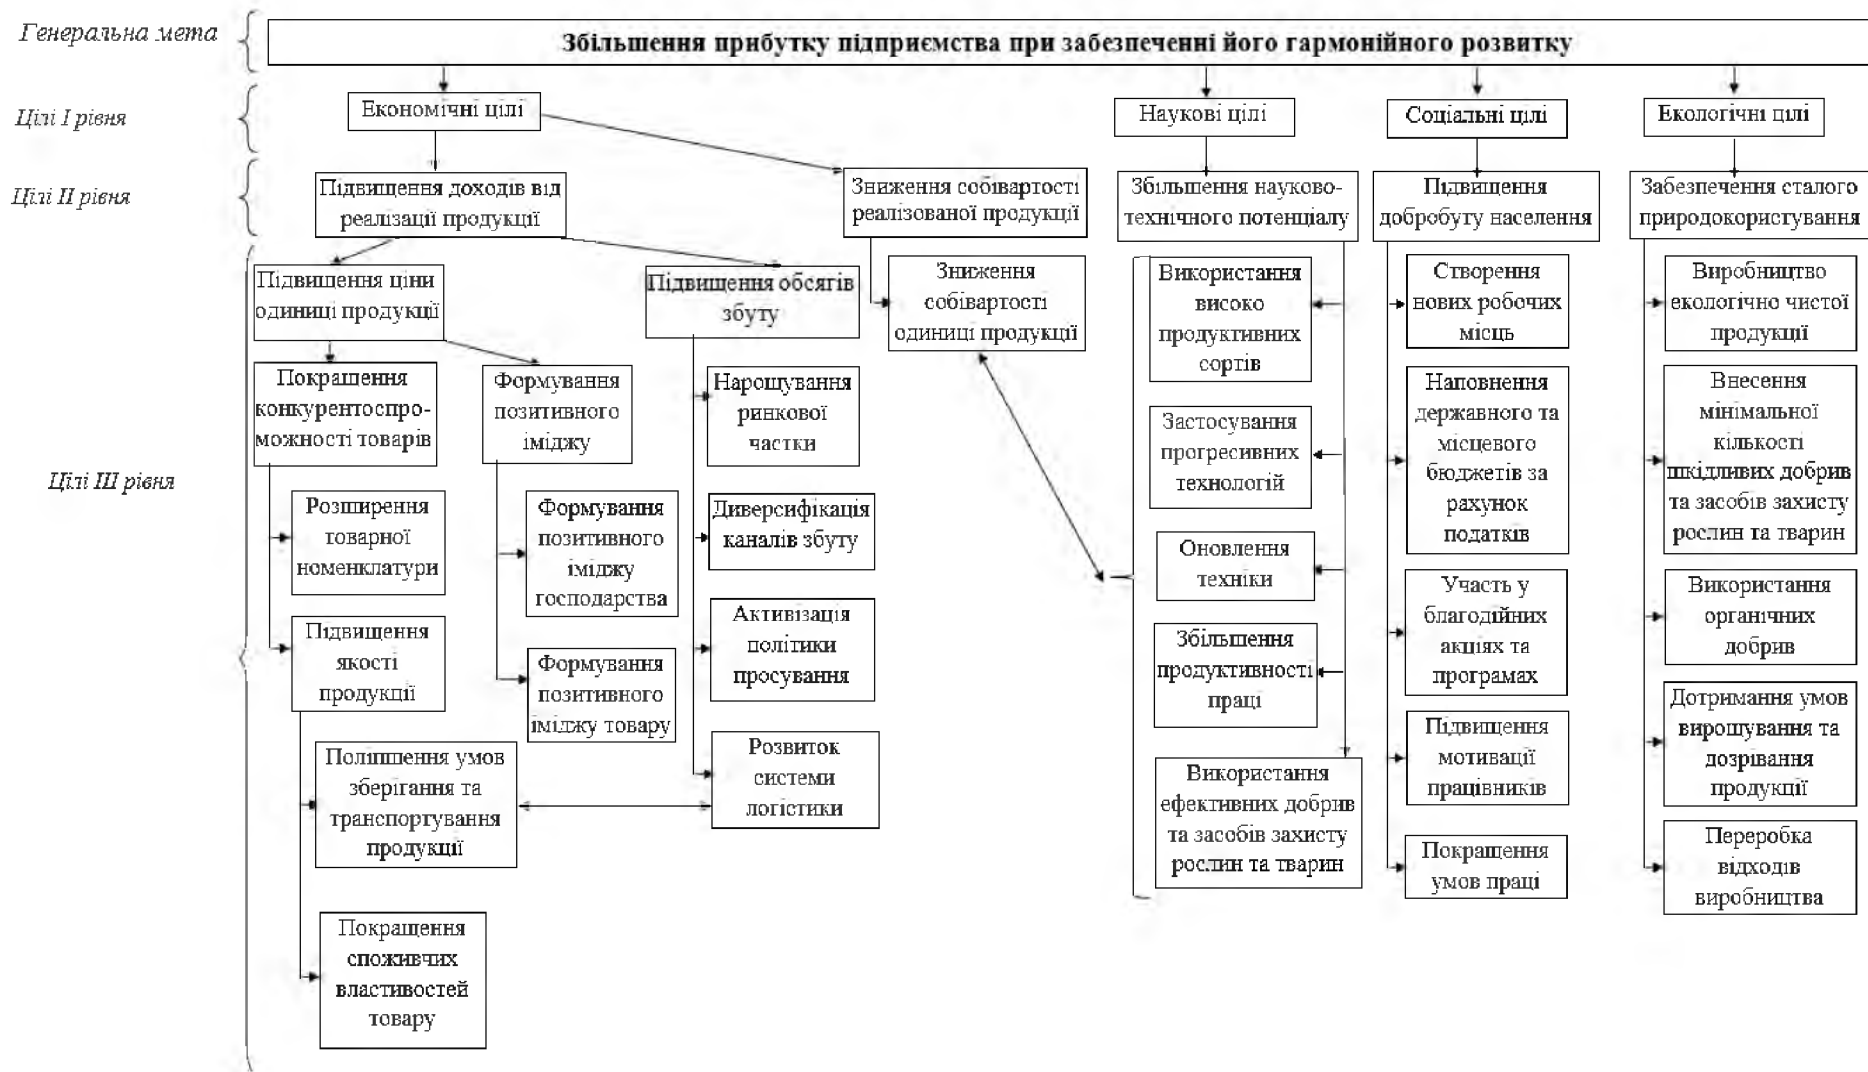 Генеральна мета
Збільшення прибутку підприємства при забезпеченні його гармонійного розвитку
Цілі І рівня
Економічні цілі
Наукові цілі
Соціальні цілі
Екологічні цілі
Цілі ІІ рівня
Підвищення доходів від
реалізації продукції
Зниження собівартості
реалізованої продукції
Збільшення науково-
технічного потенціалу
Підвищення
добробуту населення
Забезпечення сталого
природокористування
Цілі ІІІ рівня
Підвищення ціни
одиниці продукції
Підвищення обсягів
збуту
Зниження
собівартості
одиниці продукції
Покращення
конкурентоспро-
можності товарів
Формування
позитивного
іміджу
Розширення
товарної
номенклатури
Підвищення
якості
продукції
Поліпшення умов
зберігання та
транспортування
продукції
Покращення
споживчих
властивостей
товару
Формування
позитивного
іміджу
господарства
Формування
позитивного
іміджу товару
Нарощування
ринкової
частки
Диверсифікація
каналів збуту
Активізація
політики
просування
Розвиток
системи
логістики
Використання
високо
продуктивних
сортів
Застосування
прогресивних
технологій
Оновлення
техніки
Збільшення
продуктивності
праці
Використання
ефективних добрив
та засобів захисту
рослин та тварин
Створення
нових робочих
місць
Наповнення
державного та
місцевого
бюджетів за
рахунок
податків
Участь у
благодійних
акціях та
програмах
Підвищення
мотивації
працівників
Покращення
умов праці
Виробництво
екологічно чистої
продукції
Внесення
мінімальної
кількості
шкідливих добрив
та засобів захисту
рослин та тварин
Використання
органічних
добрив
Дотримання умов
вирощування та
дозрівання
продукції
Переробка
відходів
виробництва